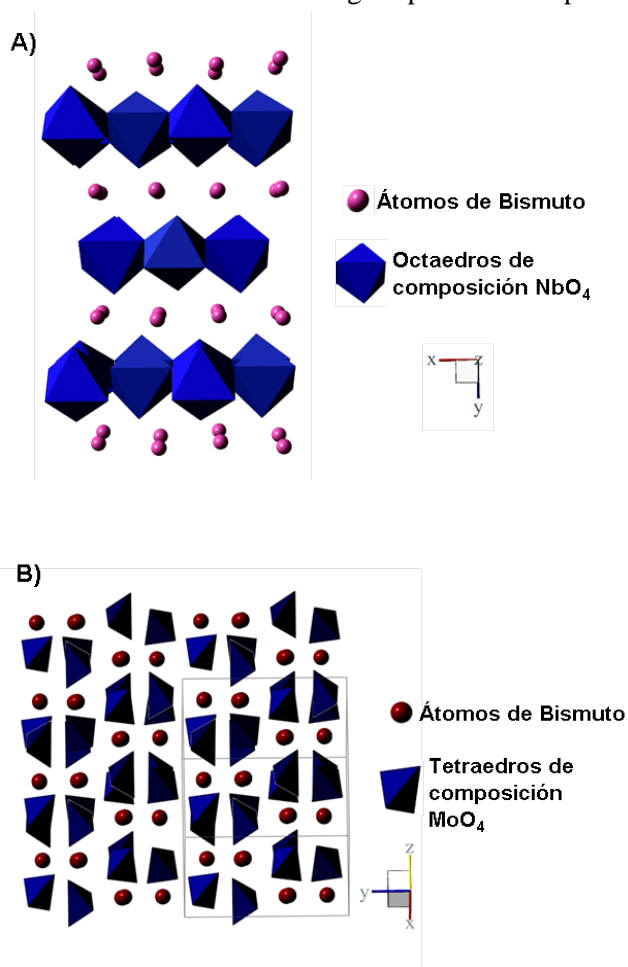 A)
Átomos de Bismuto
Octaedros de
composición NbO₄
x z
y
B)
Átomos de Bismuto
Tetraedros de
composición
MoO₄
z
y
x